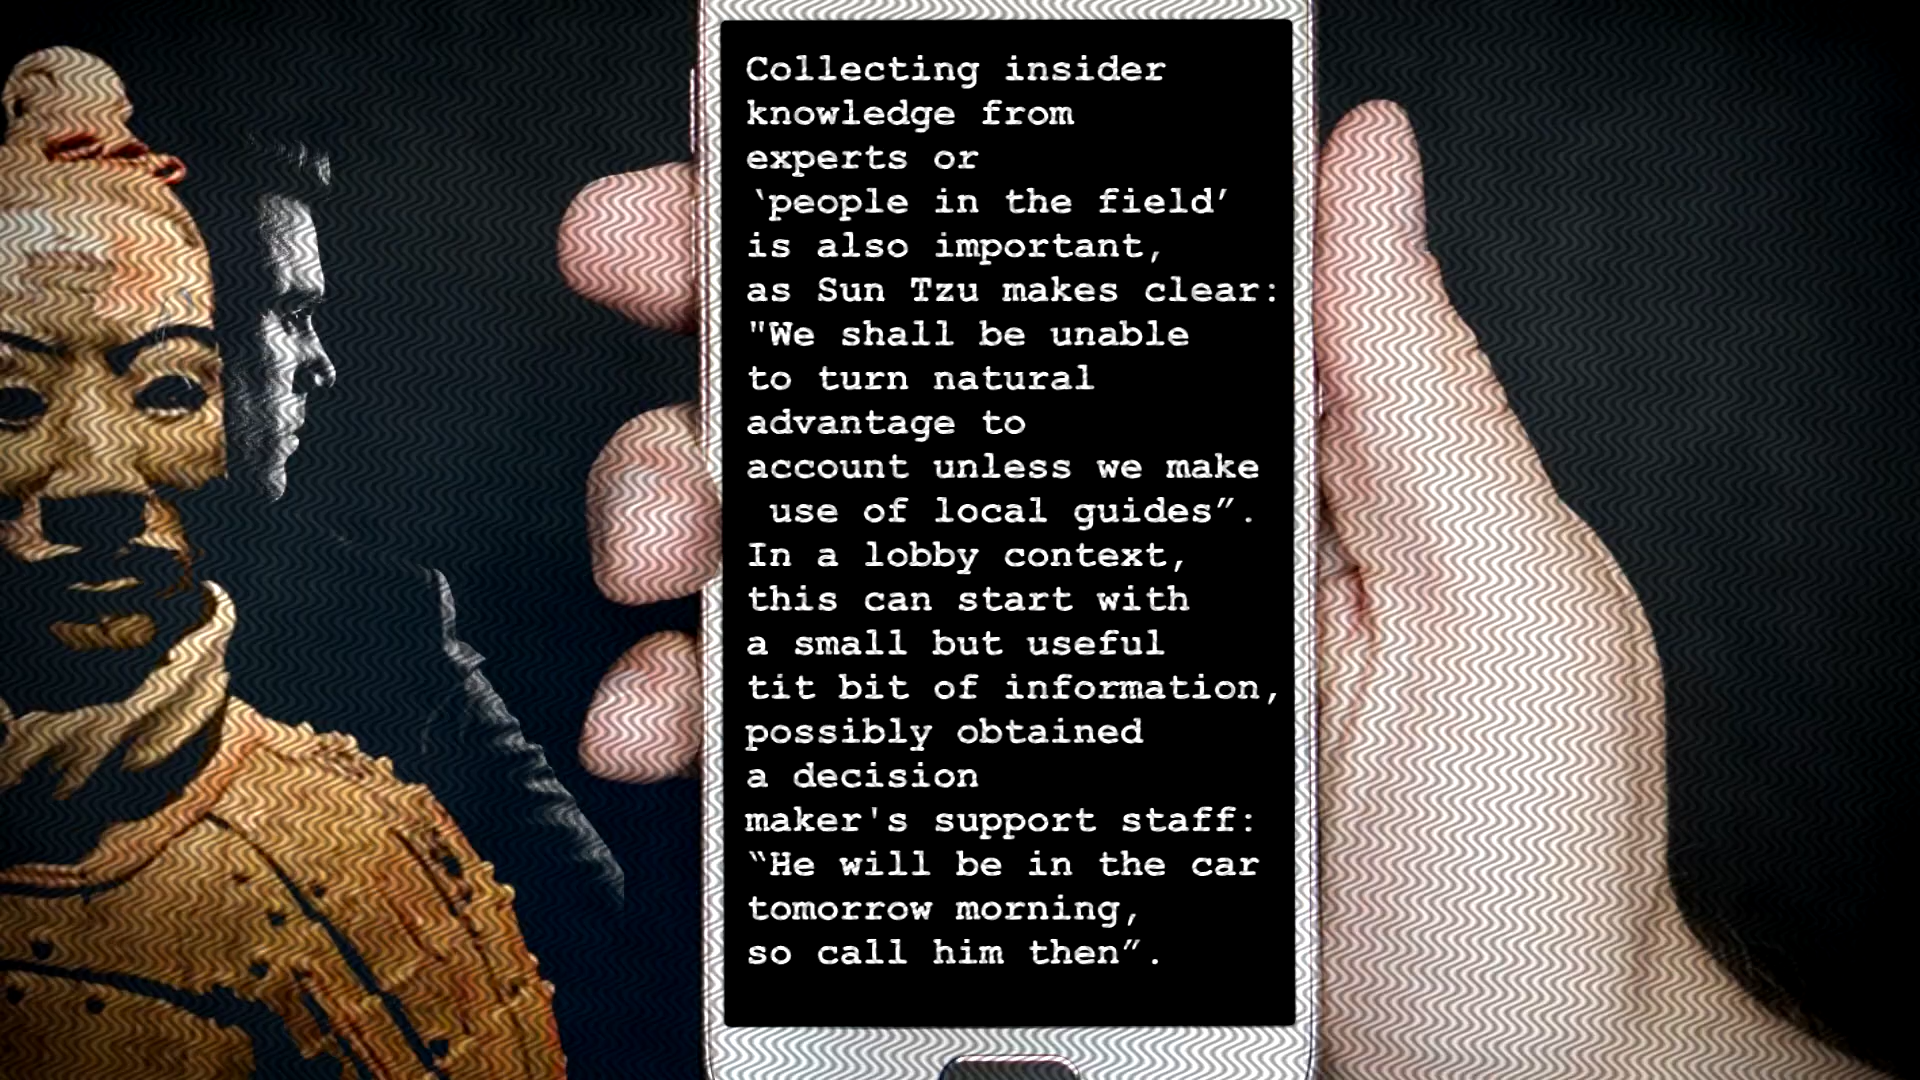 Collecting insider
knowledge from
experts or
‘people in the field’
is also important,
as Sun Tzu makes clear:
"We shall be unable
to turn natural
advantage to
account unless we make
use of local guides”.
In a lobby context,
this can start with
a small but useful
tit bit of information,
possibly obtained
a decision
maker's support staff:
“He will be in the car
tomorrow morning,
so call him then”.